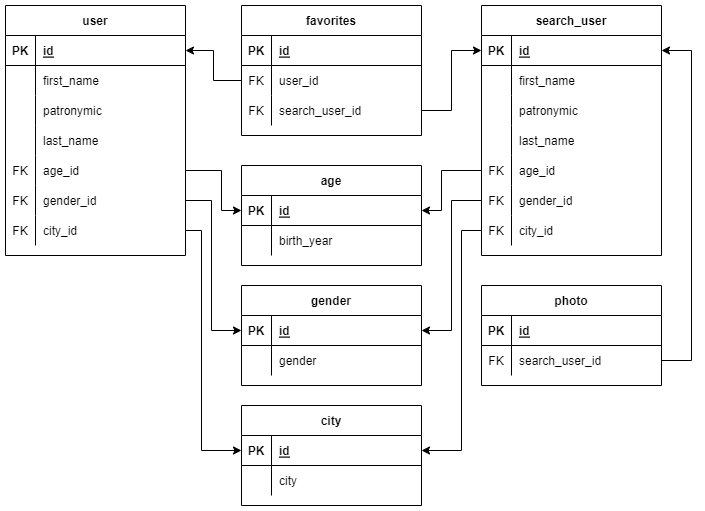 user
PK id
first_name
patronymic
last_name
FK age_id
FK gender_id
FK city_id
favorites
PK id
FK user_id
FK search_user_id
search_user
PK id
first_name
patronymic
last_name
FK age_id
FK gender_id
FK city_id
age
PK id
birth_year
gender
PK id
gender
photo
PK id
FK search_user_id
city
PK id
city